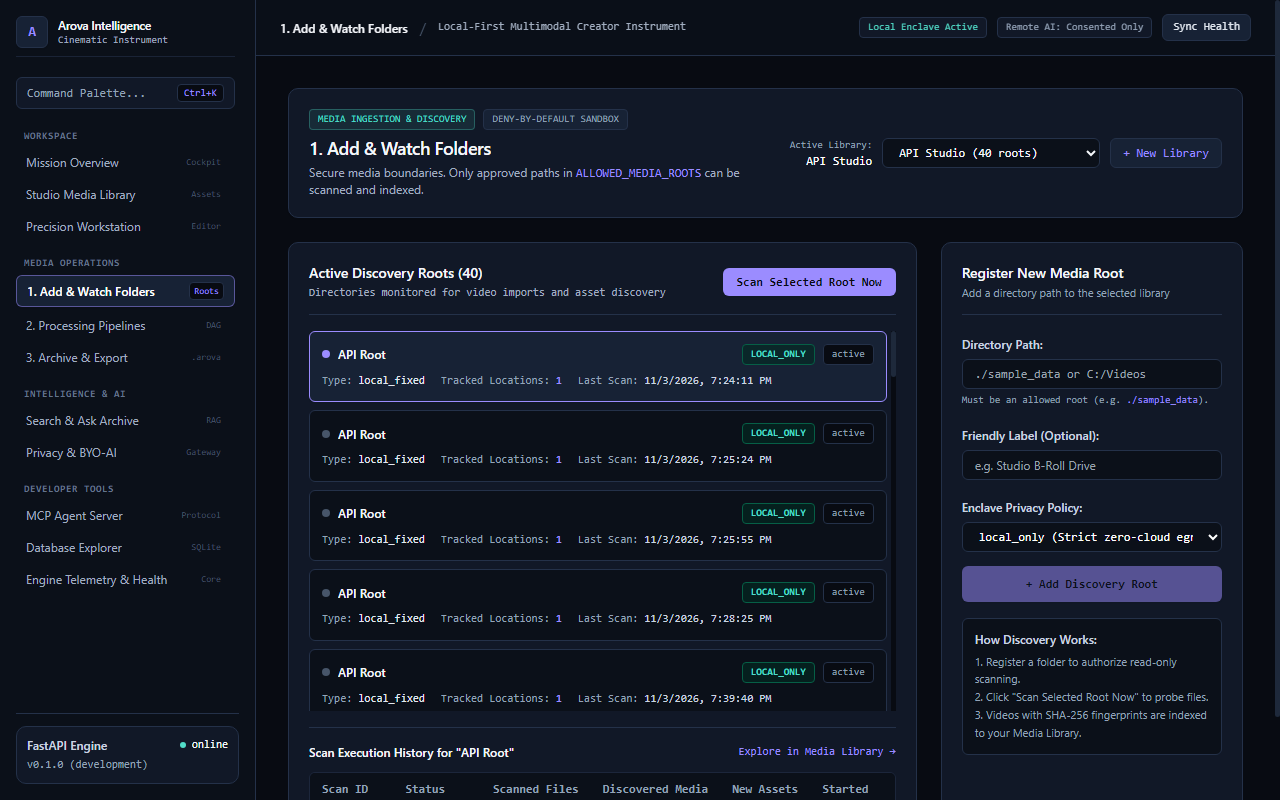 A
Arova Intelligence
Cinematic Instrument
Command Palette... Ctrl+K
WORKSPACE
Mission Overview Cockpit
Studio Media Library Assets
Precision Workstation Editor
MEDIA OPERATIONS
1. Add & Watch Folders Roots
2. Processing Pipelines DAG
3. Archive & Export .arova
INTELLIGENCE & AI
Search & Ask Archive RAG
Privacy & BYO-AI Gateway
DEVELOPER TOOLS
MCP Agent Server Protocol
Database Explorer SQLite
Engine Telemetry & Health Core
FastAPI Engine online
v0.1.0 (development)
1. Add & Watch Folders / Local-First Multimodal Creator Instrument
Local Enclave Active
Remote AI: Consented Only
Sync Health
MEDIA INGESTION & DISCOVERY DENY-BY-DEFAULT SANDBOX
1. Add & Watch Folders
Secure media boundaries. Only approved paths in ALLOWED_MEDIA_ROOTS can be
scanned and indexed.
Active Library:
API Studio
API Studio (40 roots)
+ New Library
Active Discovery Roots (40)
Directories monitored for video imports and asset discovery
Scan Selected Root Now
API Root LOCAL_ONLY active
Type: local_fixed Tracked Locations: 1 Last Scan: 11/3/2026, 7:24:11 PM
API Root LOCAL_ONLY active
Type: local_fixed Tracked Locations: 1 Last Scan: 11/3/2026, 7:25:24 PM
API Root LOCAL_ONLY active
Type: local_fixed Tracked Locations: 1 Last Scan: 11/3/2026, 7:25:55 PM
API Root LOCAL_ONLY active
Type: local_fixed Tracked Locations: 1 Last Scan: 11/3/2026, 7:28:25 PM
API Root LOCAL_ONLY active
Type: local_fixed Tracked Locations: 1 Last Scan: 11/3/2026, 7:39:40 PM
Scan Execution History for "API Root" Explore in Media Library →
Scan ID Status Scanned Files Discovered Media New Assets Started
Register New Media Root
Add a directory path to the selected library
Directory Path:
./sample_data or C:/Videos
Must be an allowed root (e.g. ./sample_data).
Friendly Label (Optional):
e.g. Studio B-Roll Drive
Enclave Privacy Policy:
local_only (Strict zero-cloud egr
+ Add Discovery Root
How Discovery Works:
1. Register a folder to authorize read-only
scanning.
2. Click "Scan Selected Root Now" to probe files.
3. Videos with SHA-256 fingerprints are indexed
to your Media Library.